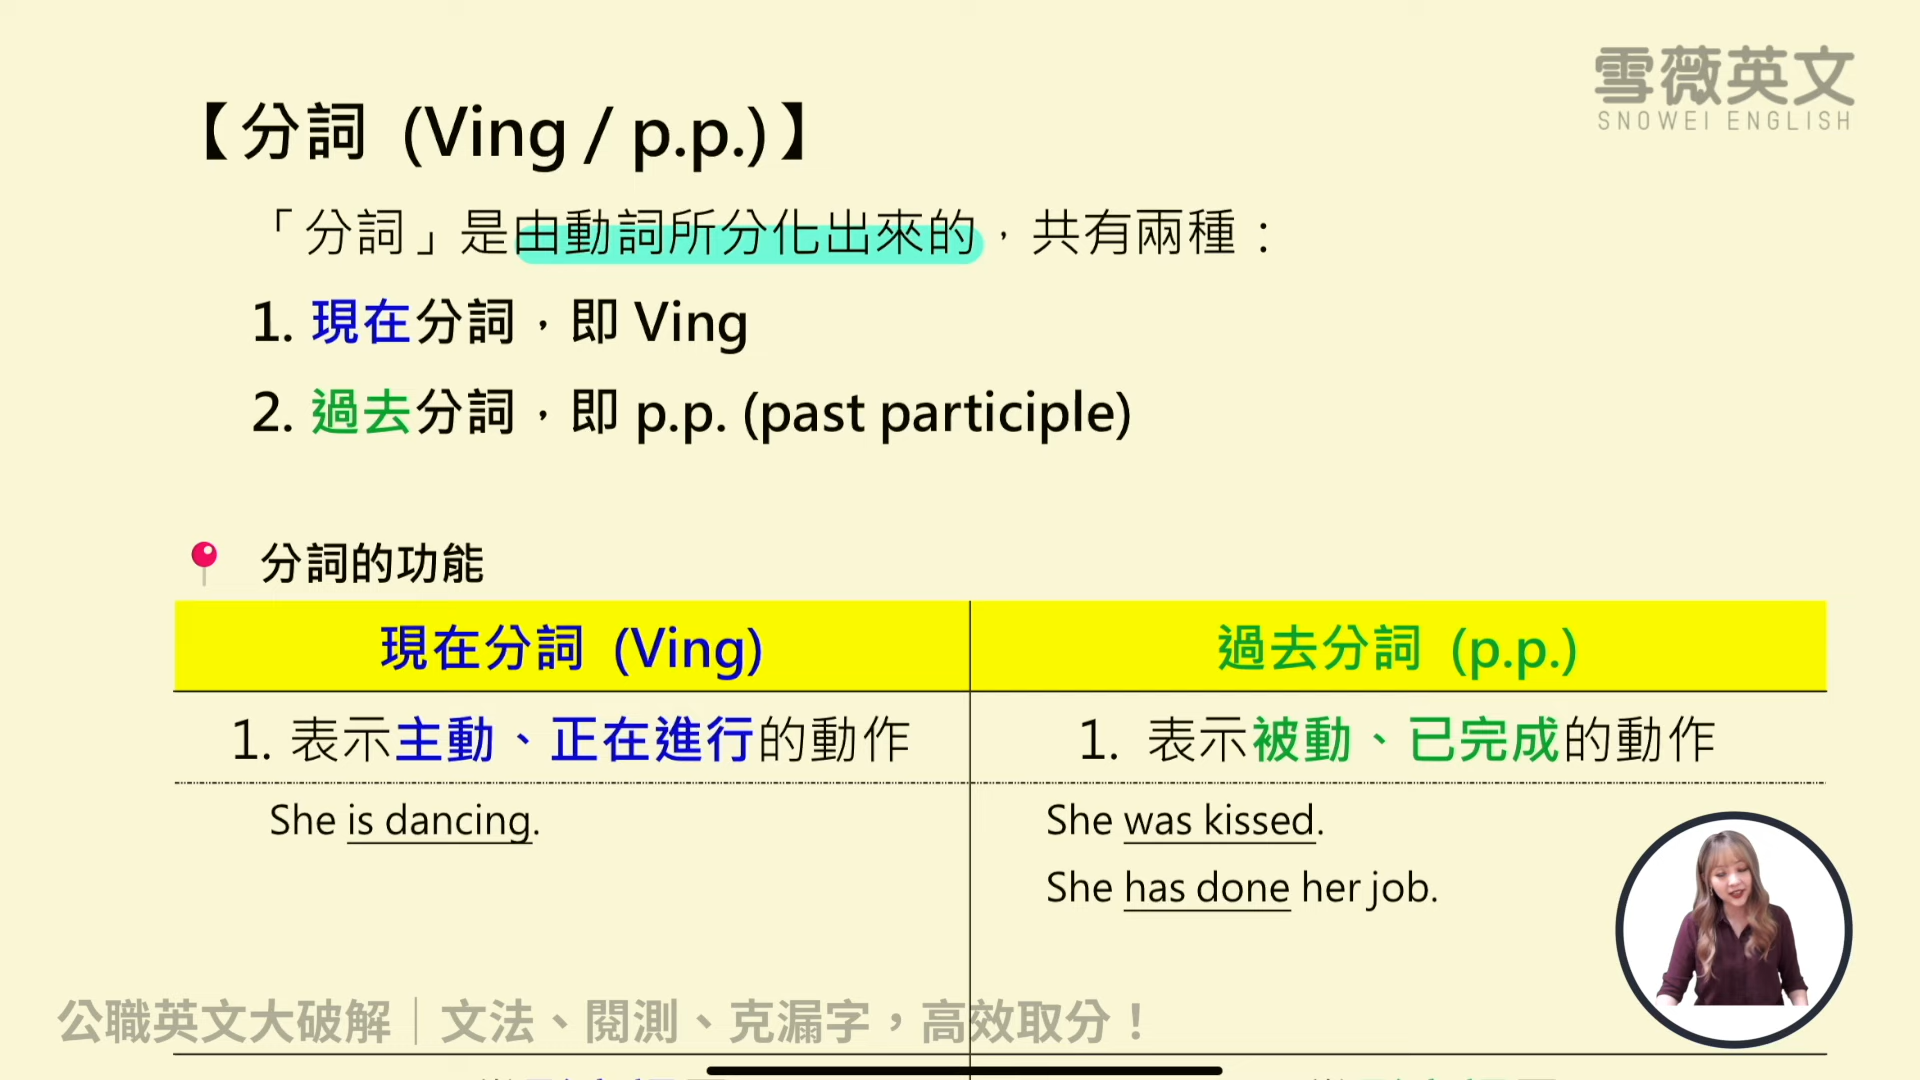 雪薇英文
SNOWEI ENGLISH
【分詞 (Ving / p.p.)】
「分詞」是由動詞所分化出來的，共有兩種：
1. 現在分詞，即 Ving
2. 過去分詞，即 p.p. (past participle)
分詞的功能
現在分詞 (Ving)
過去分詞 (p.p.)
1. 表示主動、正在進行的動作
1. 表示被動、已完成的動作
She is dancing.
She was kissed.
She has done her job.
公職英文大破解｜文法、閱測、克漏字，高效取分！